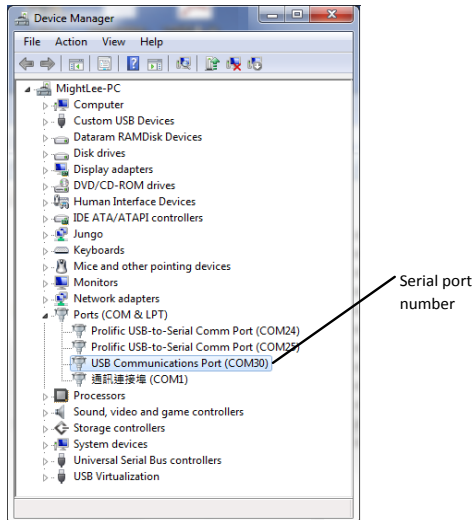 Device Manager
File Action View Help
MightLee-PC
Computer
Custom USB Devices
Dataram RAMDisk Devices
Disk drives
Display adapters
DVD/CD-ROM drives
Human Interface Devices
IDE ATA/ATAPI controllers
Jungo
Keyboards
Mice and other pointing devices
Monitors
Network adapters
Ports (COM & LPT)
Prolific USB-to-Serial Comm Port (COM24)
Prolific USB-to-Serial Comm Port (COM25)
USB Communications Port (COM30)
通訊連接埠 (COM1)
Processors
Sound, video and game controllers
Storage controllers
System devices
Universal Serial Bus controllers
USB Virtualization
Serial port
number